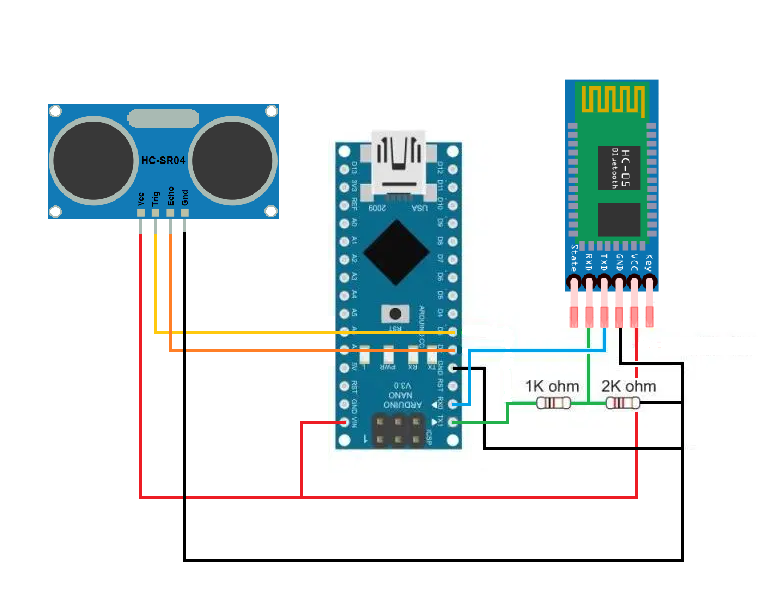 HC-SR04
Vcc
Trig
Echo
Gnd
D13
3V3
REF
A0
A1
A2
A3
A4
A5
5V
RST
GND
VIN
D12
D11
D10
D9
D8
D7
D6
D5
D4
D3
GND
RST
RX0
TX1
2009
USA
RST
ARDUINO.CC
L
PWR
RX
TX
ARDUINO
NANO
V3.0
ICSP
1
HC-05
Bluetooth
State
RXD
TXD
GND
VCC
Key
1K ohm
2K ohm